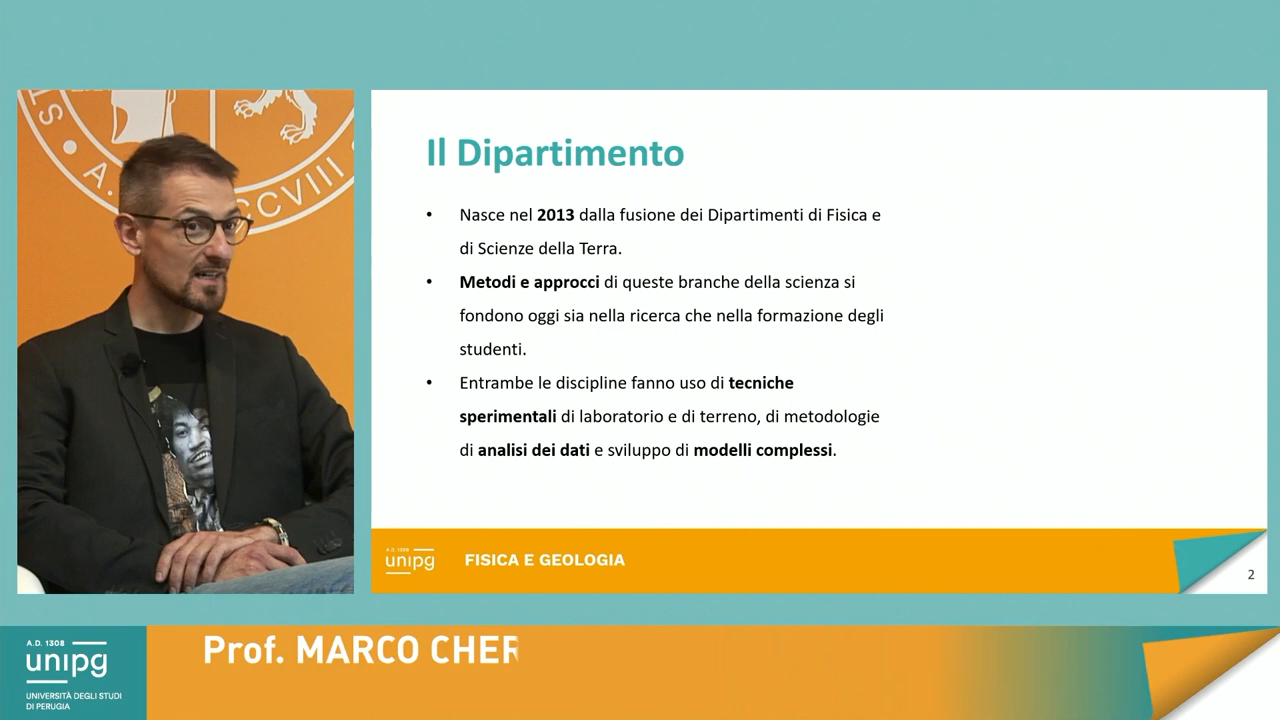 ST
A.
CCVIII
Il Dipartimento
• Nasce nel 2013 dalla fusione dei Dipartimenti di Fisica e
di Scienze della Terra.
• Metodi e approcci di queste branche della scienza si
fondono oggi sia nella ricerca che nella formazione degli
studenti.
• Entrambe le discipline fanno uso di tecniche
sperimentali di laboratorio e di terreno, di metodologie
di analisi dei dati e sviluppo di modelli complessi.
A.D. 1308
unipg
FISICA E GEOLOGIA
2
A.D. 1308
unipg
UNIVERSITÀ DEGLI STUDI
DI PERUGIA
Prof. MARCO CHER